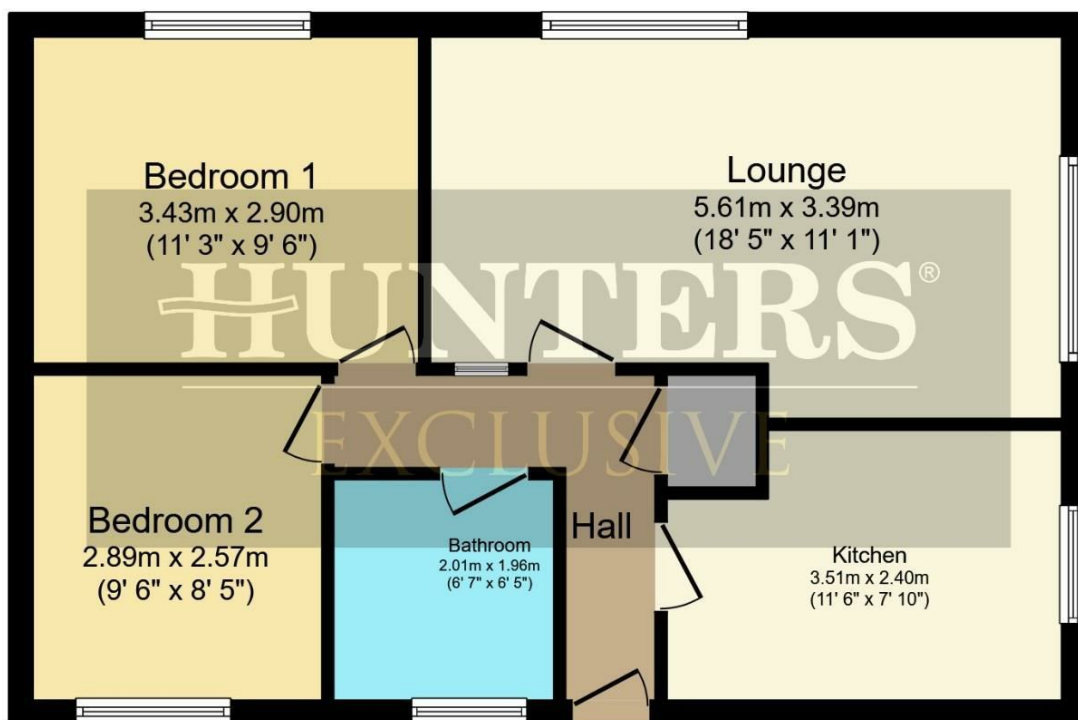 Bedroom 1
3.43m x 2.90m
(11' 3" x 9' 6")
Lounge
5.61m x 3.39m
(18' 5" x 11' 1")
HUNTERS®
EXCLUSIVE
Bedroom 2
2.89m x 2.57m
(9' 6" x 8' 5")
Bathroom
2.01m x 1.96m
(6' 7" x 6' 5")
Hall
Kitchen
3.51m x 2.40m
(11' 6" x 7' 10")